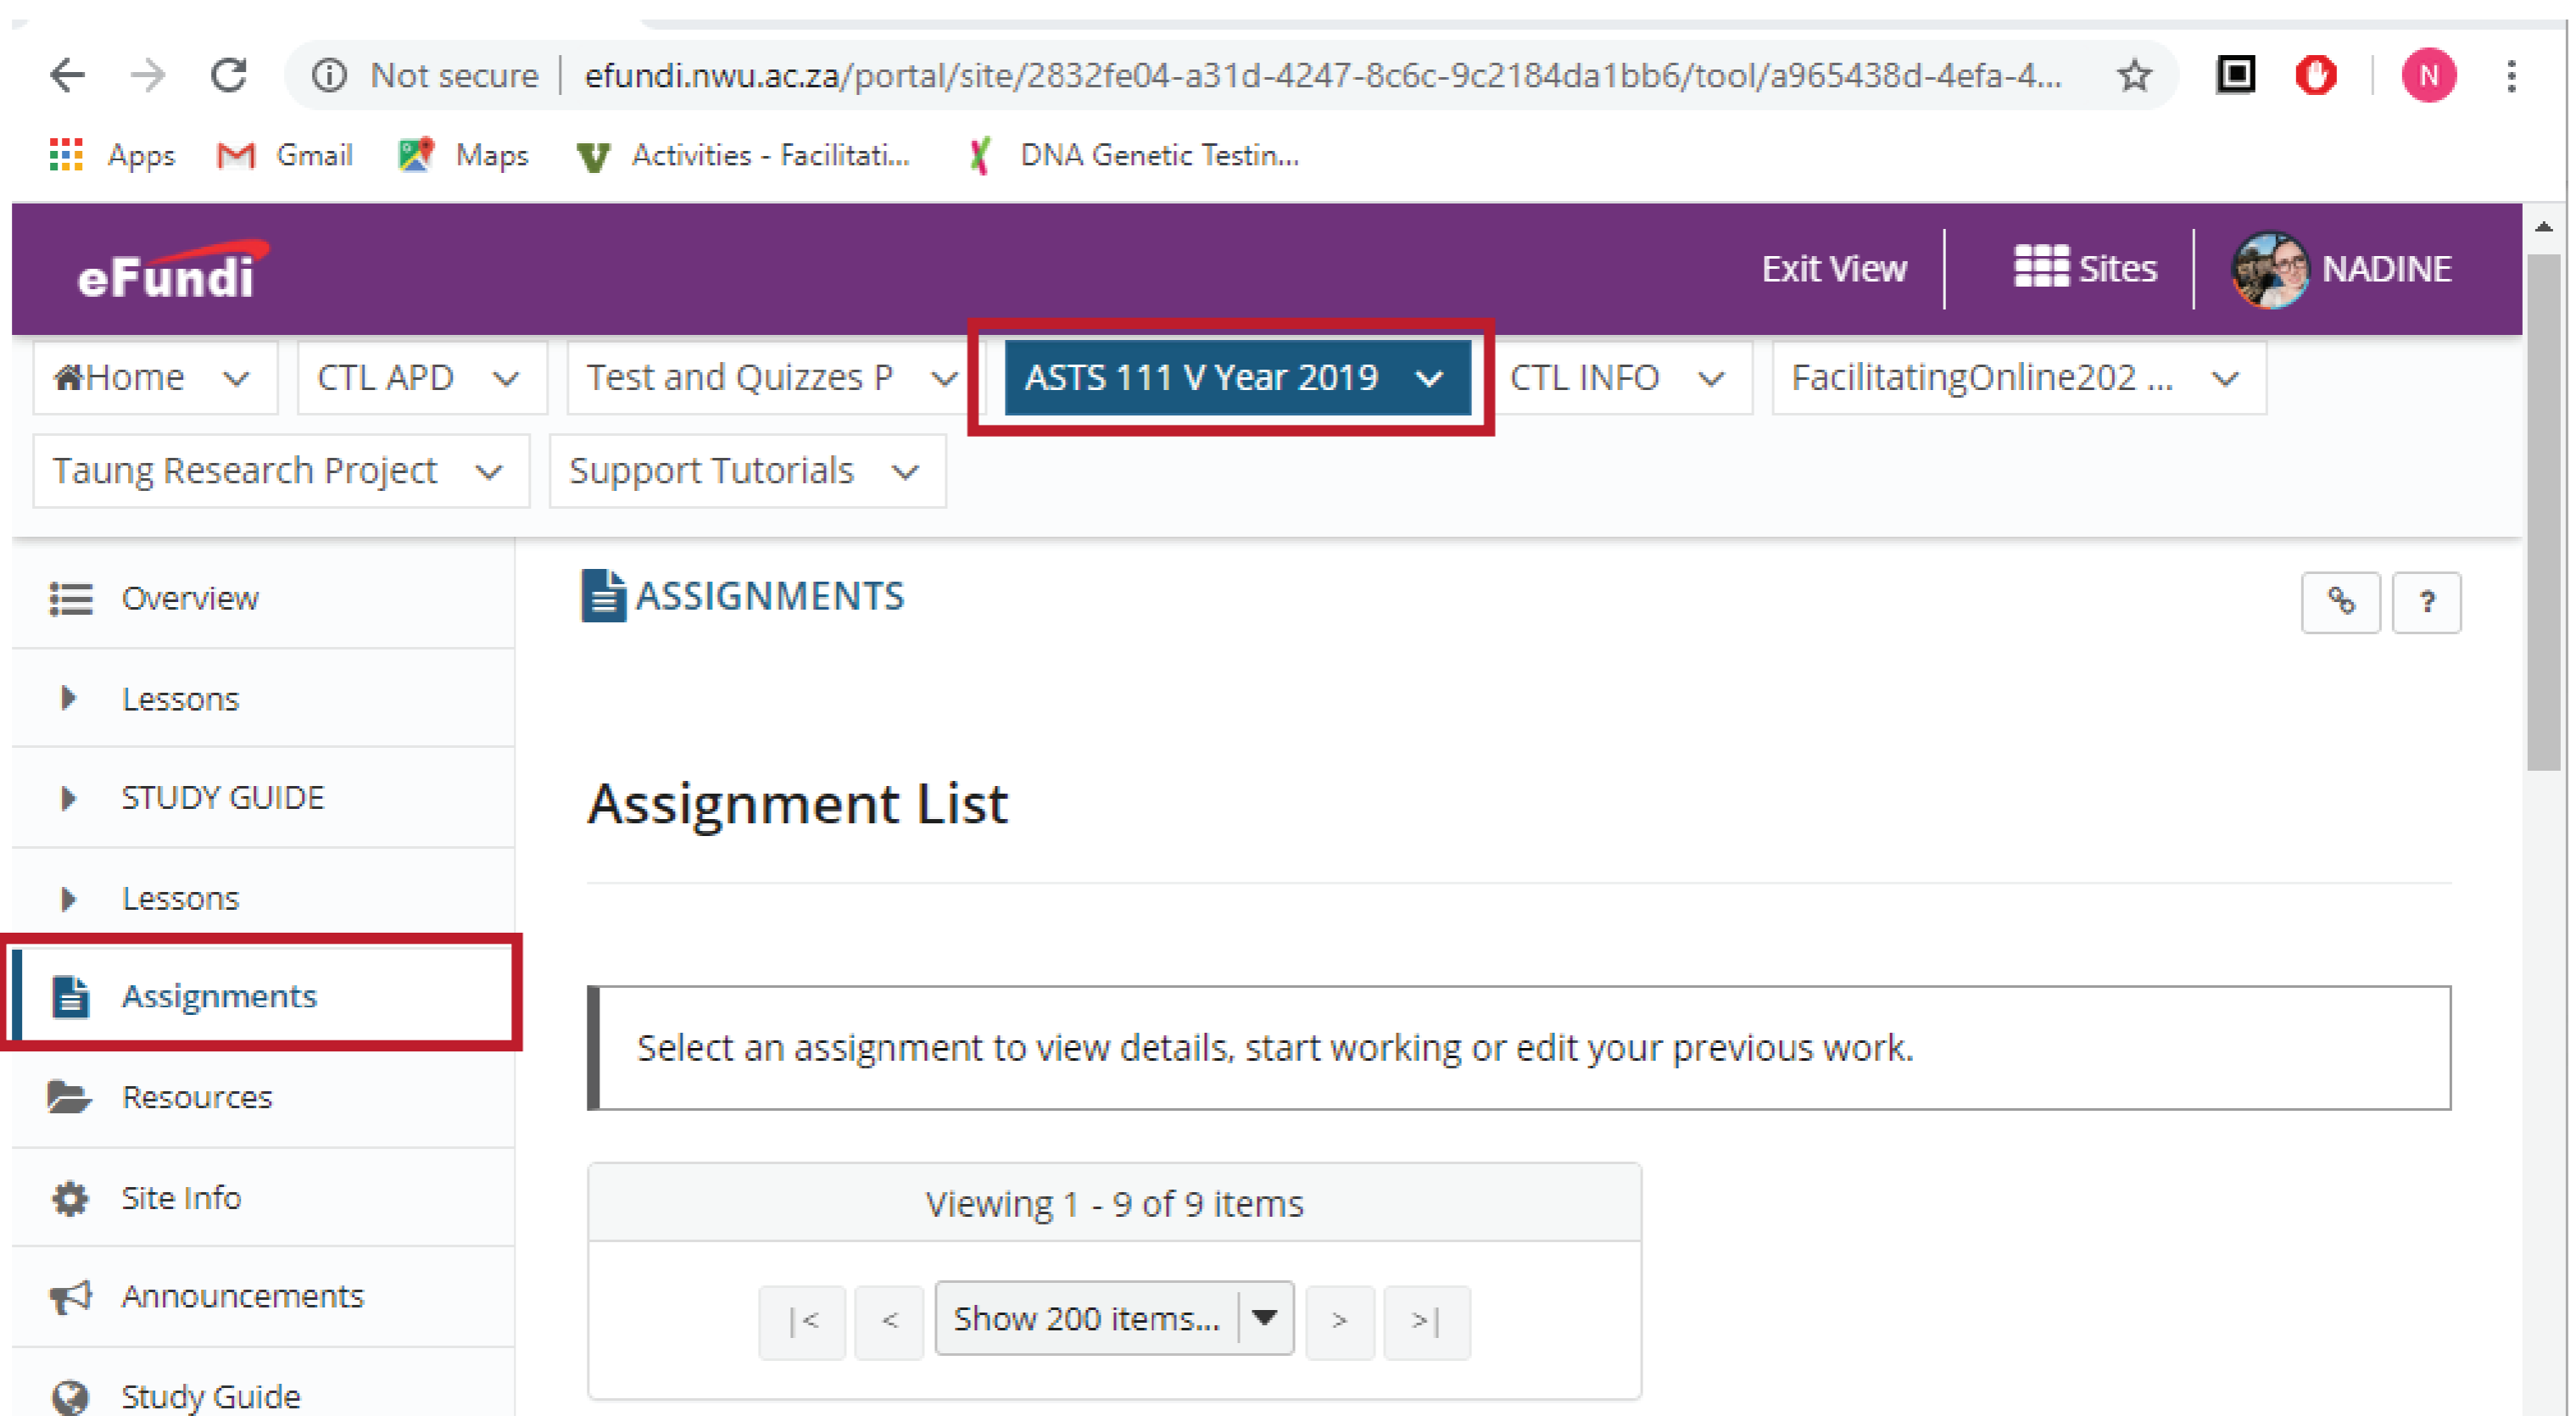 Not secure | efundi.nwu.ac.za/portal/site/2832fe04-a31d-4247-8c6c-9c2184da1bb6/tool/a965438d-4efa-4... N
Apps Gmail Maps Activities - Facilitati... DNA Genetic Testin...
eFundi Exit View Sites NADINE
Home CTL APD Test and Quizzes P ASTS 111 V Year 2019 CTL INFO FacilitatingOnline202 ...
Taung Research Project Support Tutorials
Overview
Lessons
STUDY GUIDE
Lessons
Assignments
Resources
Site Info
Announcements
Study Guide
ASSIGNMENTS ?
Assignment List
Select an assignment to view details, start working or edit your previous work.
Viewing 1 - 9 of 9 items
|< < Show 200 items... > >|